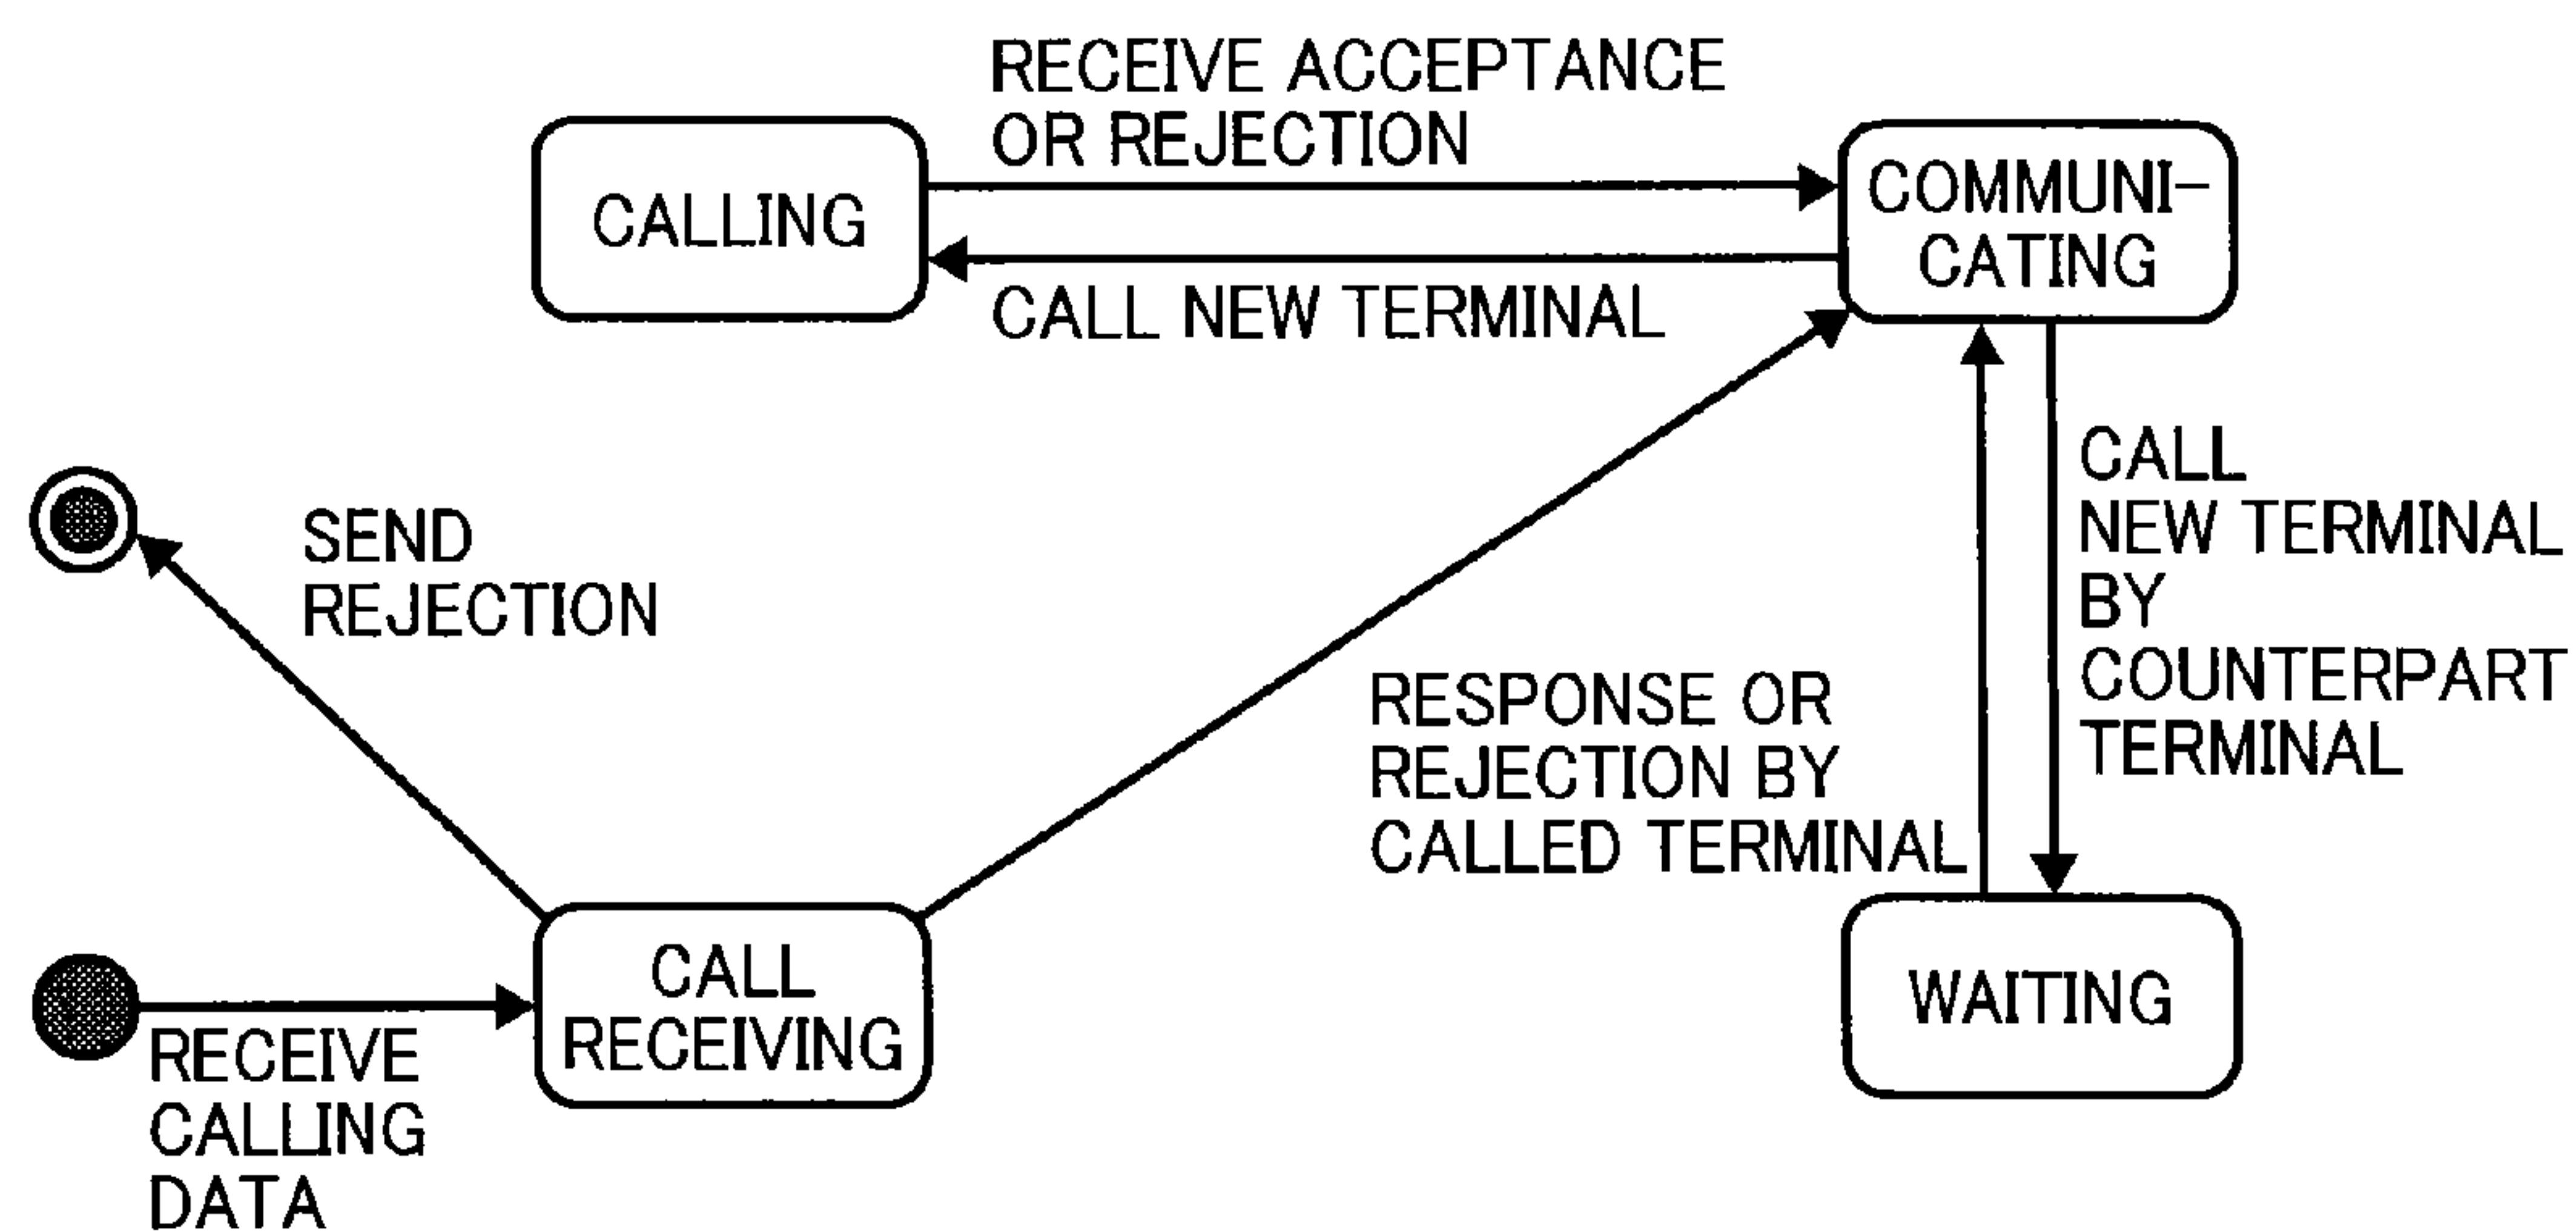 RECEIVE ACCEPTANCE
OR REJECTION
CALLING
COMMUNI-
CATING
CALL NEW TERMINAL
CALL
NEW TERMINAL
BY
COUNTERPART
TERMINAL
SEND
REJECTION
RESPONSE OR
REJECTION BY
CALLED TERMINAL
CALL
RECEIVING
WAITING
RECEIVE
CALLING
DATA